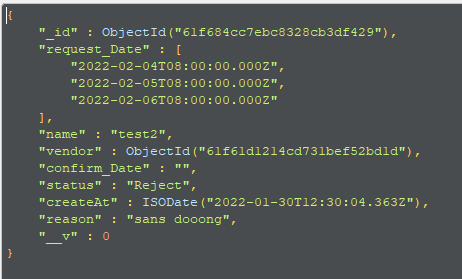 {
    "_id" : ObjectId("61f684cc7ebc8328cb3df429"),
    "request_Date" : [
        "2022-02-04T08:00:00.000Z",
        "2022-02-05T08:00:00.000Z",
        "2022-02-06T08:00:00.000Z"
    ],
    "name" : "test2",
    "vendor" : ObjectId("61f61d1214cd731bef52bd1d"),
    "confirm_Date" : "",
    "status" : "Reject",
    "createAt" : ISODate("2022-01-30T12:30:04.363Z"),
    "reason" : "sans dooong",
    "__v" : 0
}